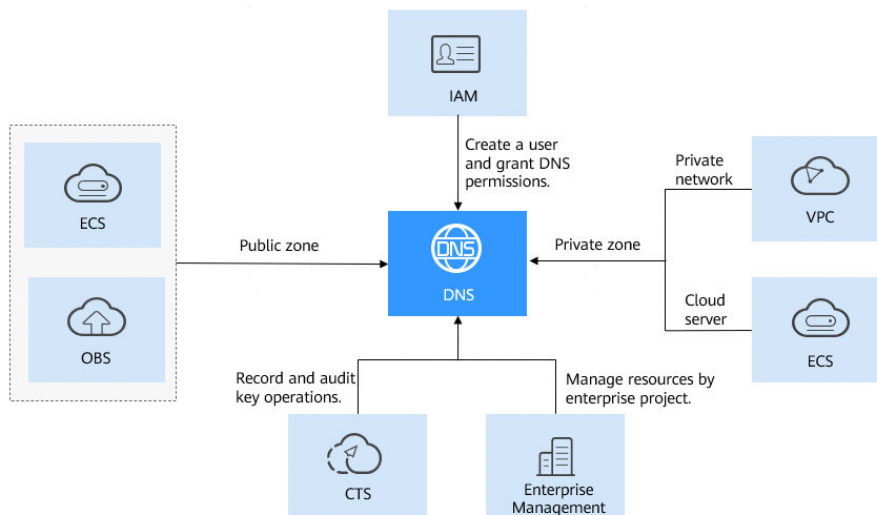 IAM
Create a user
and grant DNS
permissions.
ECS
OBS
Public zone
DNS
DNS
Private zone
Private
network
VPC
Cloud
server
ECS
Record and audit
key operations.
CTS
Manage resources by
enterprise project.
Enterprise
Management